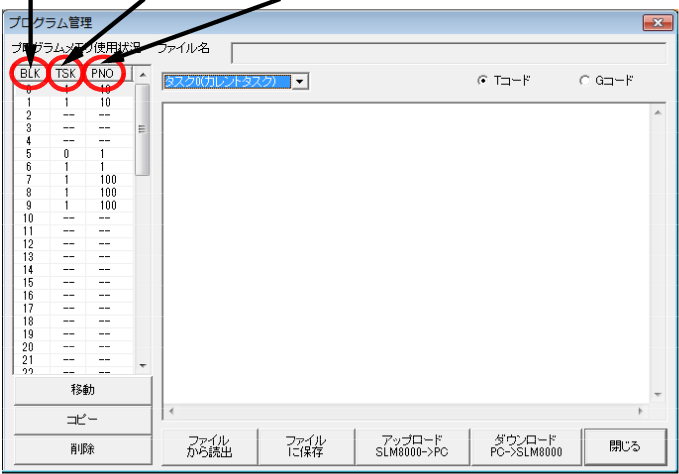 プログラム管理
プログラムメモリ使用状況 ファイル名
BLK TSK PNO
タスク0(カレントタスク) Tコード Gコード
0 1 10
1 1 10
2 -- --
3 -- --
4 -- --
5 0 1
6 1 1
7 1 100
8 1 100
9 1 100
10 -- --
11 -- --
12 -- --
13 -- --
14 -- --
15 -- --
16 -- --
17 -- --
18 -- --
19 -- --
20 -- --
21 -- --
22 -- --
移動
コピー
削除
ファイル
から読出
ファイル
に保存
アップロード
SLM8000->PC
ダウンロード
PC->SLM8000
閉じる